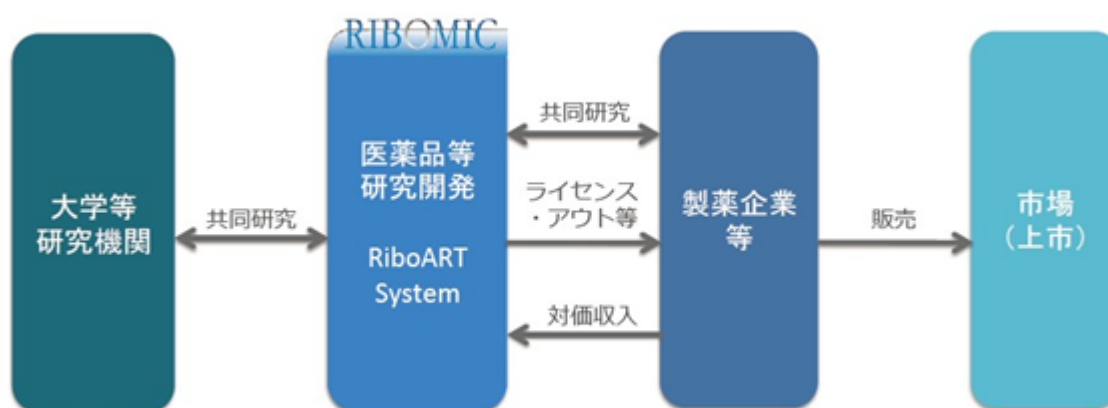 RIBOMIC
大学等
研究機関
共同研究
医薬品等
研究開発
RiboART
System
共同研究
ライセンス
・アウト等
対価収入
製薬企業
等
販売
市場
（上市）